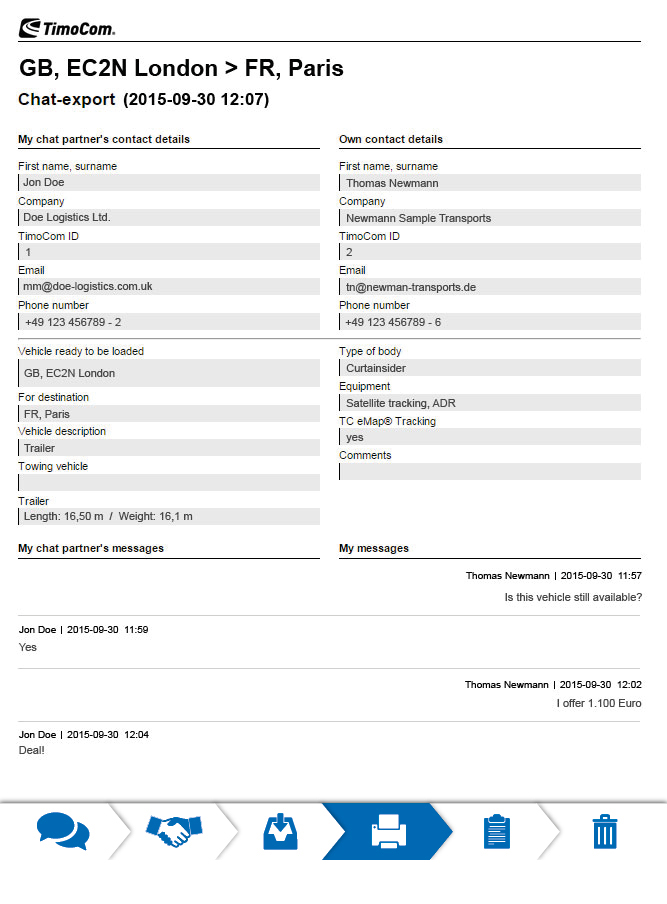 TimoCom®
GB, EC2N London > FR, Paris
Chat-export (2015-09-30 12:07)
My chat partner's contact details
First name, surname
Jon Doe
Company
Doe Logistics Ltd.
TimoCom ID
1
Email
mm@doe-logistics.com.uk
Phone number
+49 123 456789 - 2
Own contact details
First name, surname
Thomas Newmann
Company
Newmann Sample Transports
TimoCom ID
2
Email
tn@newman-transports.de
Phone number
+49 123 456789 - 6
Vehicle ready to be loaded
GB, EC2N London
For destination
FR, Paris
Vehicle description
Trailer
Towing vehicle
Trailer
Length: 16,50 m / Weight: 16,1 m
Type of body
Curtainsider
Equipment
Satellite tracking, ADR
TC eMap® Tracking
yes
Comments
My chat partner's messages
My messages
Thomas Newmann | 2015-09-30 11:57
Is this vehicle still available?
Jon Doe | 2015-09-30 11:59
Yes
Thomas Newmann | 2015-09-30 12:02
I offer 1.100 Euro
Jon Doe | 2015-09-30 12:04
Deal!